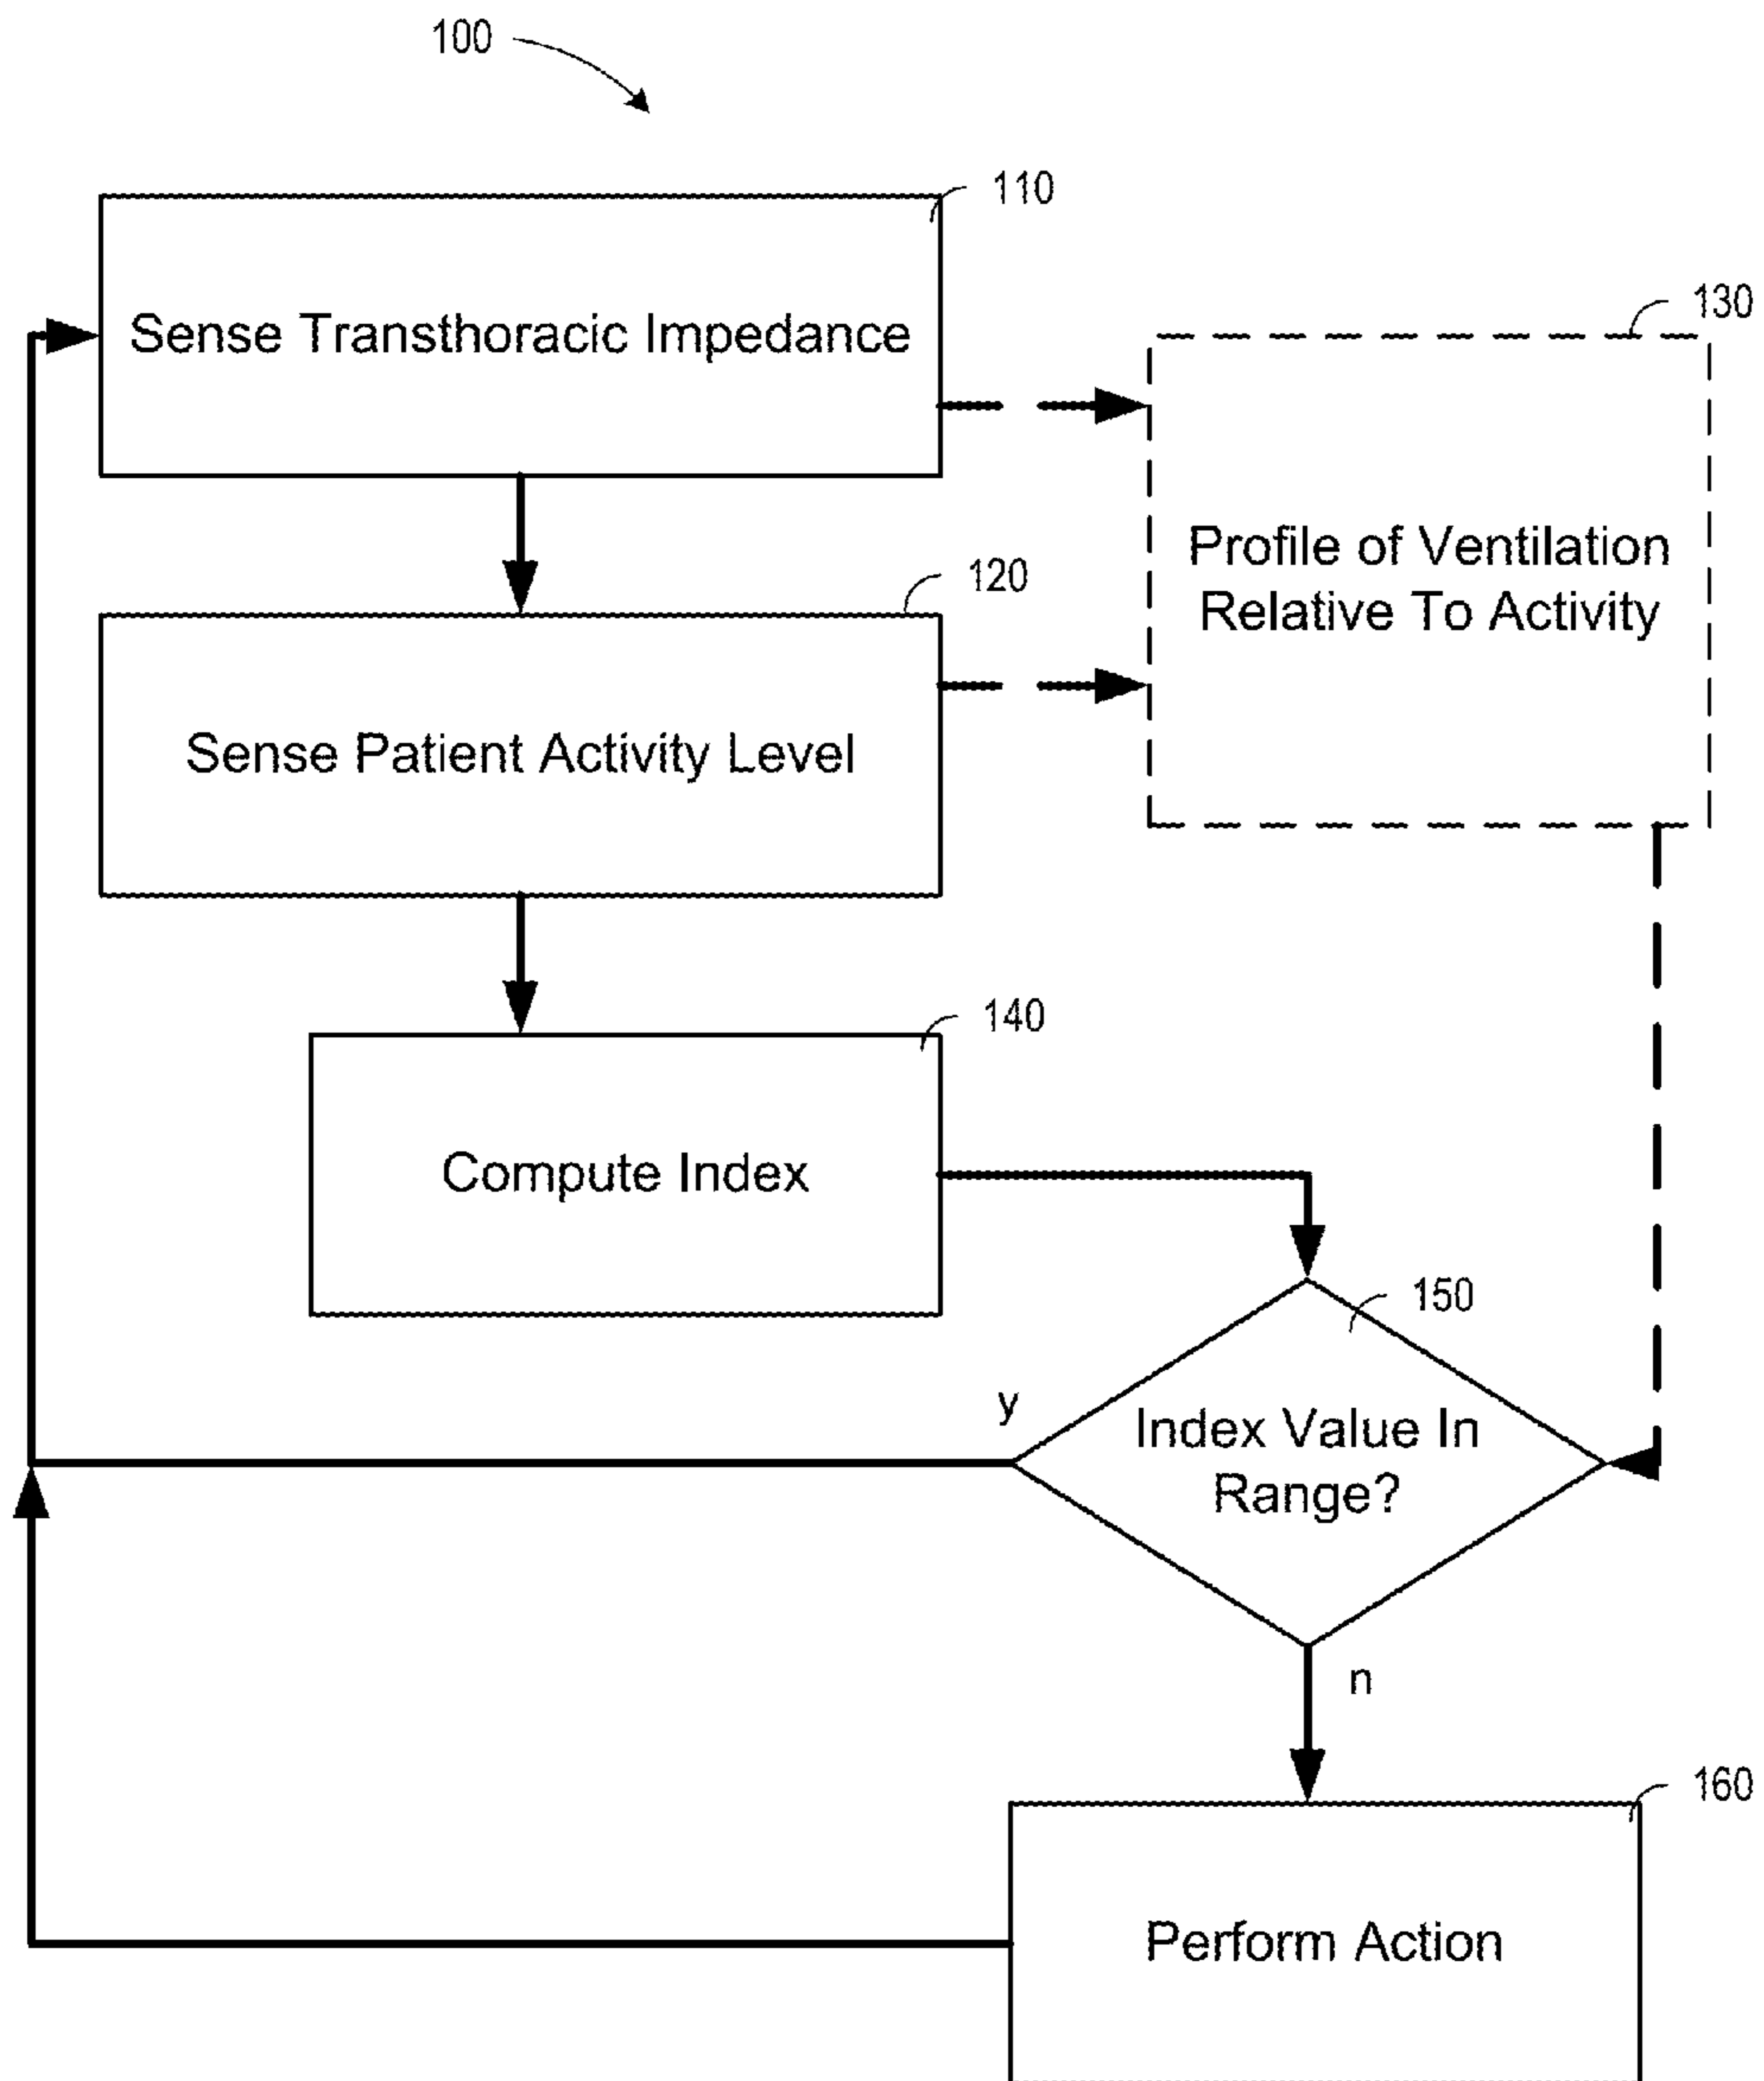 100
110
Sense Transthoracic Impedance
130
Profile of Ventilation
Relative To Activity
120
Sense Patient Activity Level
140
Compute Index
150
y
Index Value In
Range?
n
160
Perform Action